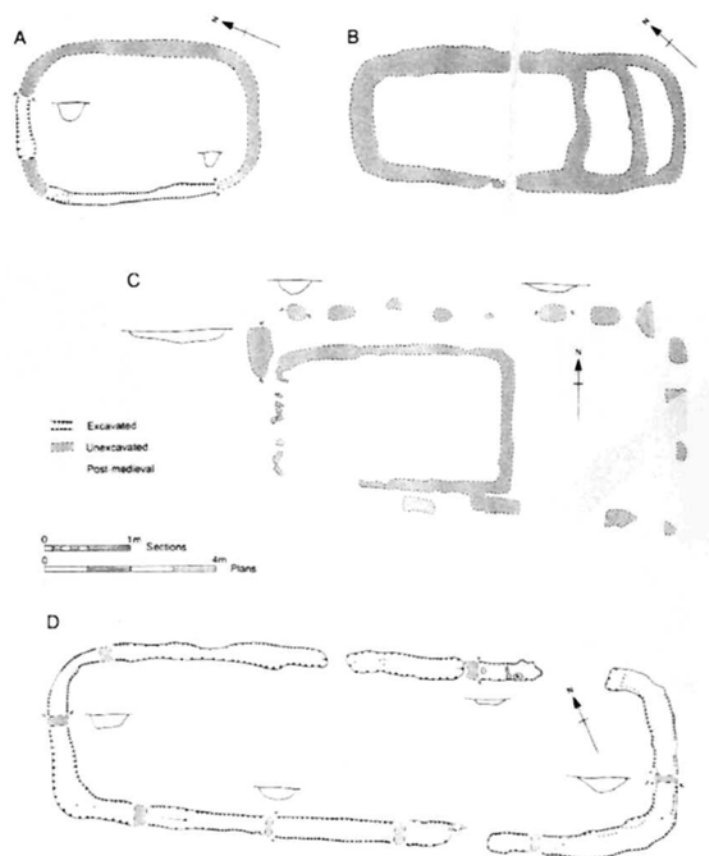 A
N
B
N
C
N
Excavated
Unexcavated
Post-medieval
0 1m Sections
0 4m Plans
D
N